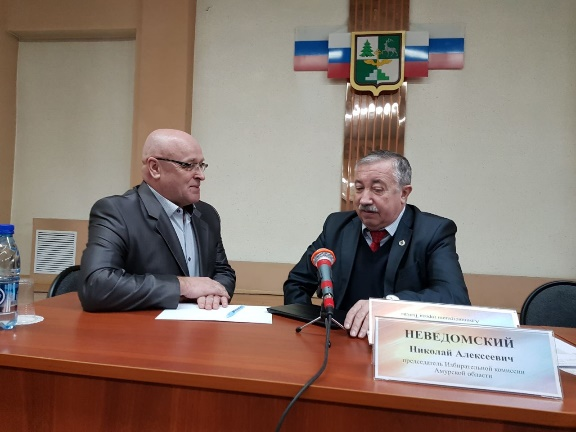 НЕВЕДОМСКИЙ
Николай Алексеевич
председатель Избирательной комиссии
Амурской области